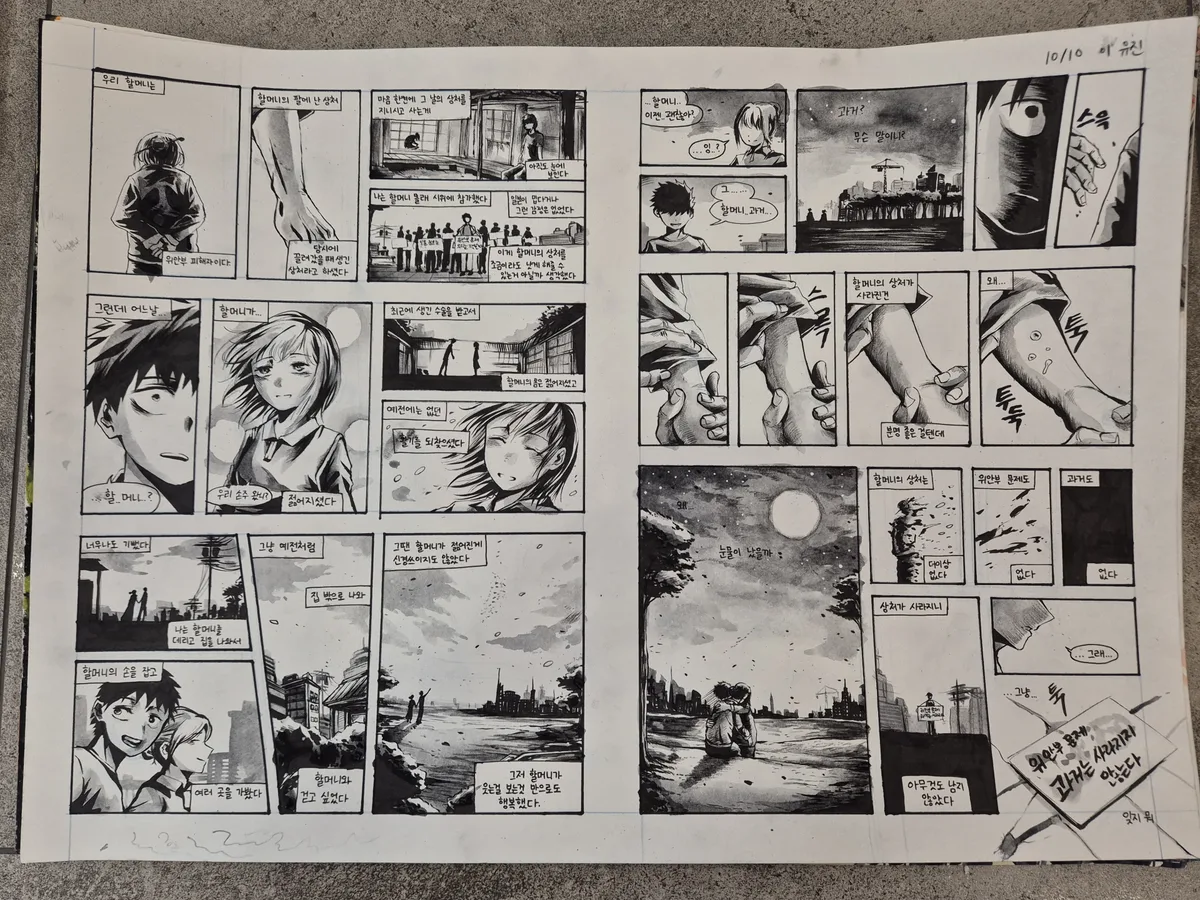 10/10 이유진
우리 할머니는
위안부 피해자이다
할머니의 팔에 난 상처
당시에
끌려갔을 때 생긴
상처라고 하셨다
마음 한켠에 그 날의 상처를
지니시고 사는게
아직도 눈에
보인다
나는 할머니 몰래 시위에 참가했다
일본이 밉다거나
그런 감정은 없었다
이게 할머니의 상처를
조금이라도 낫게 해줄 수
있는거 아닐까 생각했다
그런데 어느날
...할..머니..?
할머니가...
우리 손주 왔니?
젊어지셨다
최근에 생긴 수술을 받고서
할머니의 몸은 젊어지셨고
예전에는 없던
활기를 되찾으셨다
너무나도 기뻤다
나는 할머니를
데리고 집을 나와서
할머니의 손을 잡고
여러 곳을 가봤다
그냥 예전처럼
집 밖으로 나와
할머니와
걷고 싶었다
그땐 할머니가 젊어진게
신경쓰이지도 않았다
그저 할머니가
웃는걸 보는것 만으로도
행복했다.
...할머니..
이젠 괜찮아?
...응..?
그......
할머니..과거..
과거?
무슨 말이니?
스윽
스륵
할머니의 상처가
사라진건
분명 좋은 걸텐데
왜...
툭
투둑
왜
눈물이 났을까.
할머니의 상처는
더이상
없다
위안부 문제도
없다
과거도
없다
상처가 사라지니
아무것도 남지
않았다
...그래...
...그냥..
툭
위안부 문제
과거는 사라지지
않는다
잊지 뭐